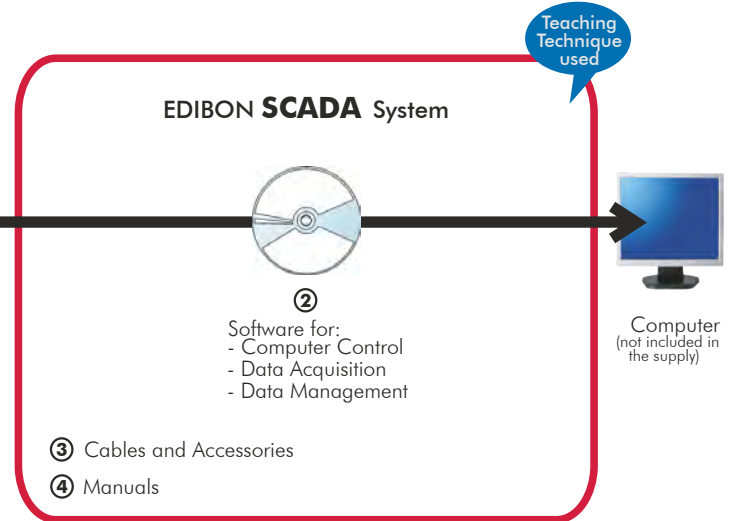 Teaching
Technique
used
EDIBON SCADA System
②
Software for:
- Computer Control
- Data Acquisition
- Data Management
Computer
(not included in
the supply)
③ Cables and Accessories
④ Manuals